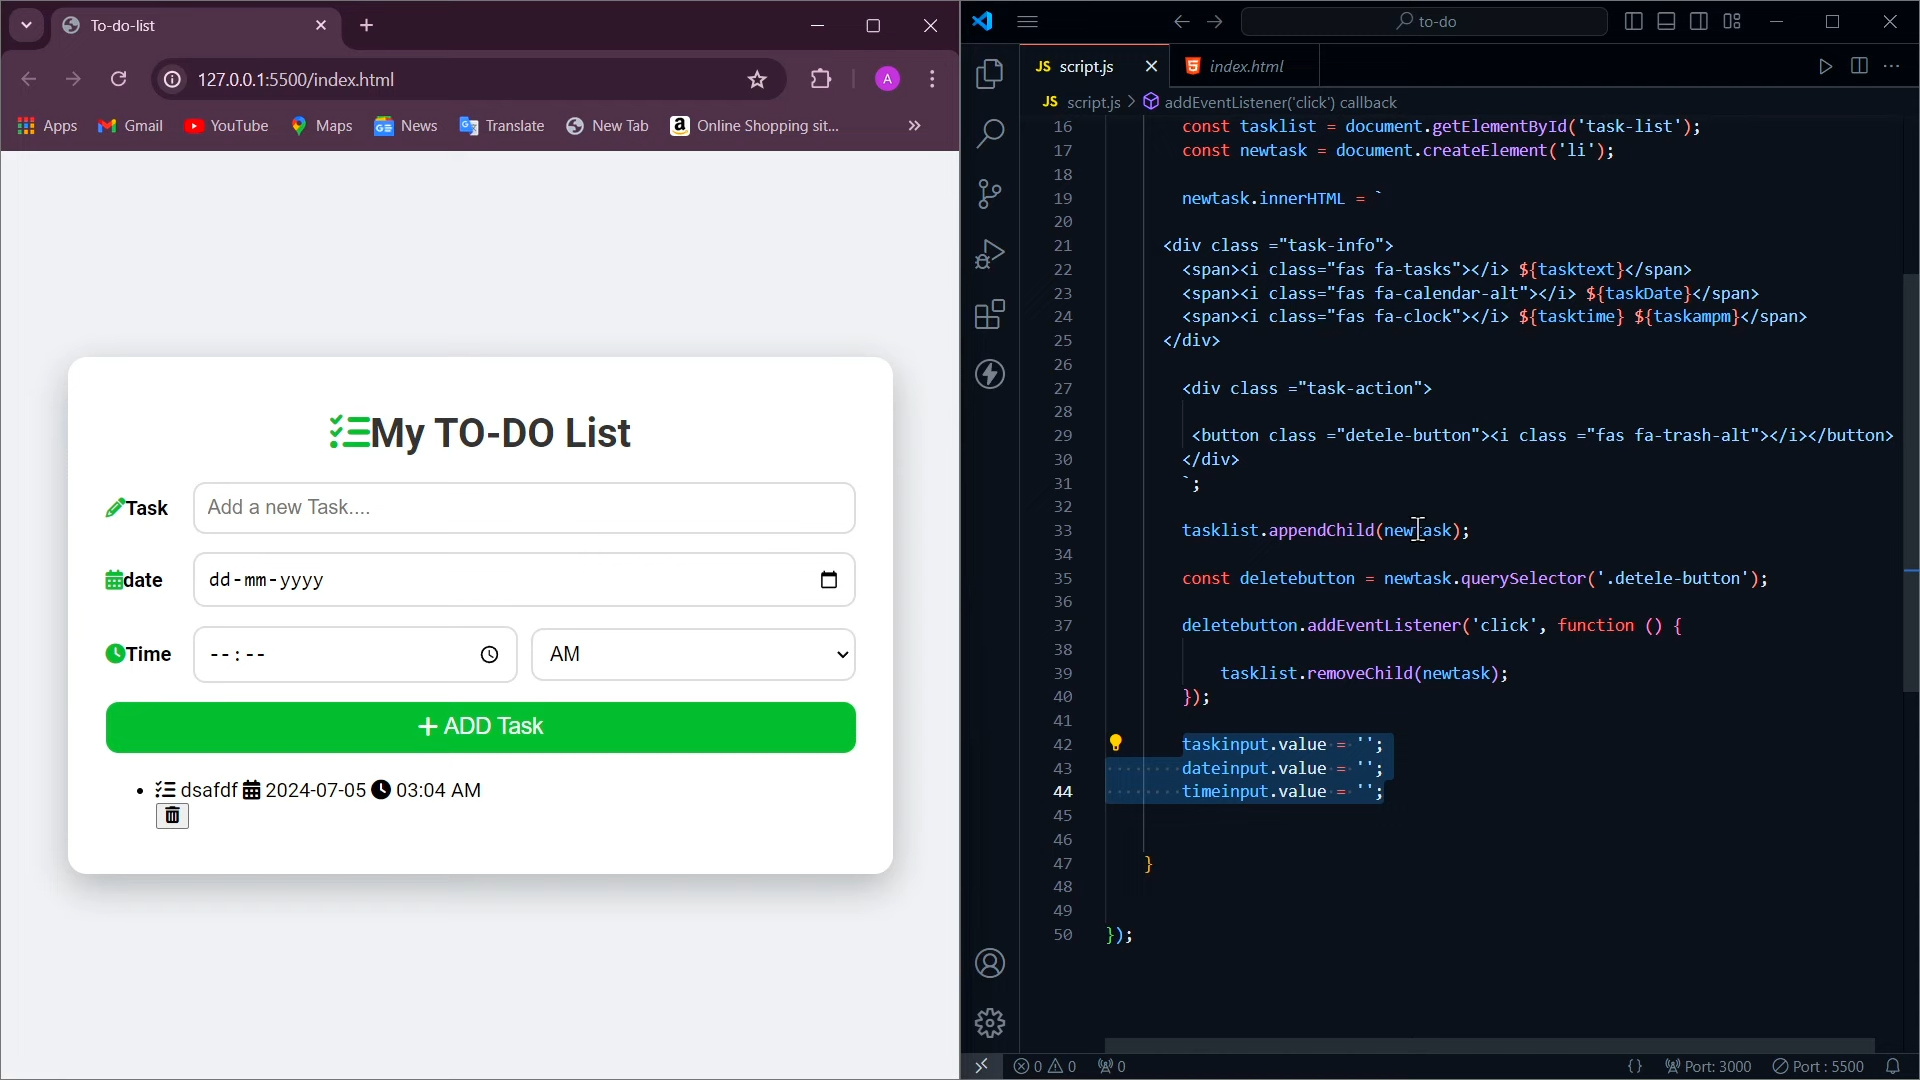 To-do-list
127.0.0.1:5500/index.html
A
Apps
Gmail
YouTube
Maps
News
Translate
New Tab
Online Shopping sit...
My TO-DO List
Task
Add a new Task....
date
dd-mm-yyyy
Time
--:--
AM
+ ADD Task
dsafdf 2024-07-05 03:04 AM
to-do
JS script.js
index.html
JS script.js > addEventListener('click') callback
16 const tasklist = document.getElementById('task-list');
17 const newtask = document.createElement('li');
18
19 newtask.innerHTML = `
20
21 <div class ="task-info">
22 <span><i class="fas fa-tasks"></i> ${tasktext}</span>
23 <span><i class="fas fa-calendar-alt"></i> ${taskDate}</span>
24 <span><i class="fas fa-clock"></i> ${tasktime} ${taskampm}</span>
25 </div>
26
27 <div class ="task-action">
28
29 <button class ="detele-button"><i class ="fas fa-trash-alt"></i></button>
30 </div>
31 `;
32
33 tasklist.appendChild(newtask);
34
35 const deletebutton = newtask.querySelector('.detele-button');
36
37 deletebutton.addEventListener('click', function () {
38
39 tasklist.removeChild(newtask);
40 });
41
42 taskinput.value = '';
43 dateinput.value = '';
44 timeinput.value = '';
45
46
47 }
48
49
50 });
0 0 0
{} Port: 3000 Port : 5500